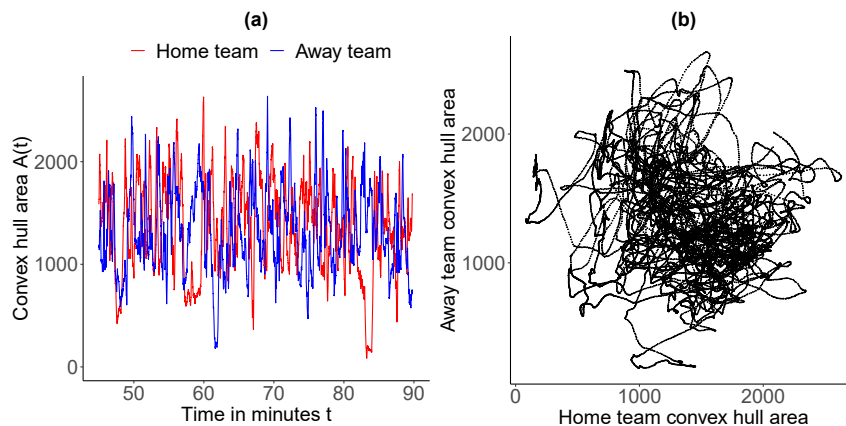 (a)
Home team Away team
Convex hull area A(t)
2000
1000
0
50 60 70 80 90
Time in minutes t
(b)
Away team convex hull area
2000
1000
0 1000 2000
Home team convex hull area